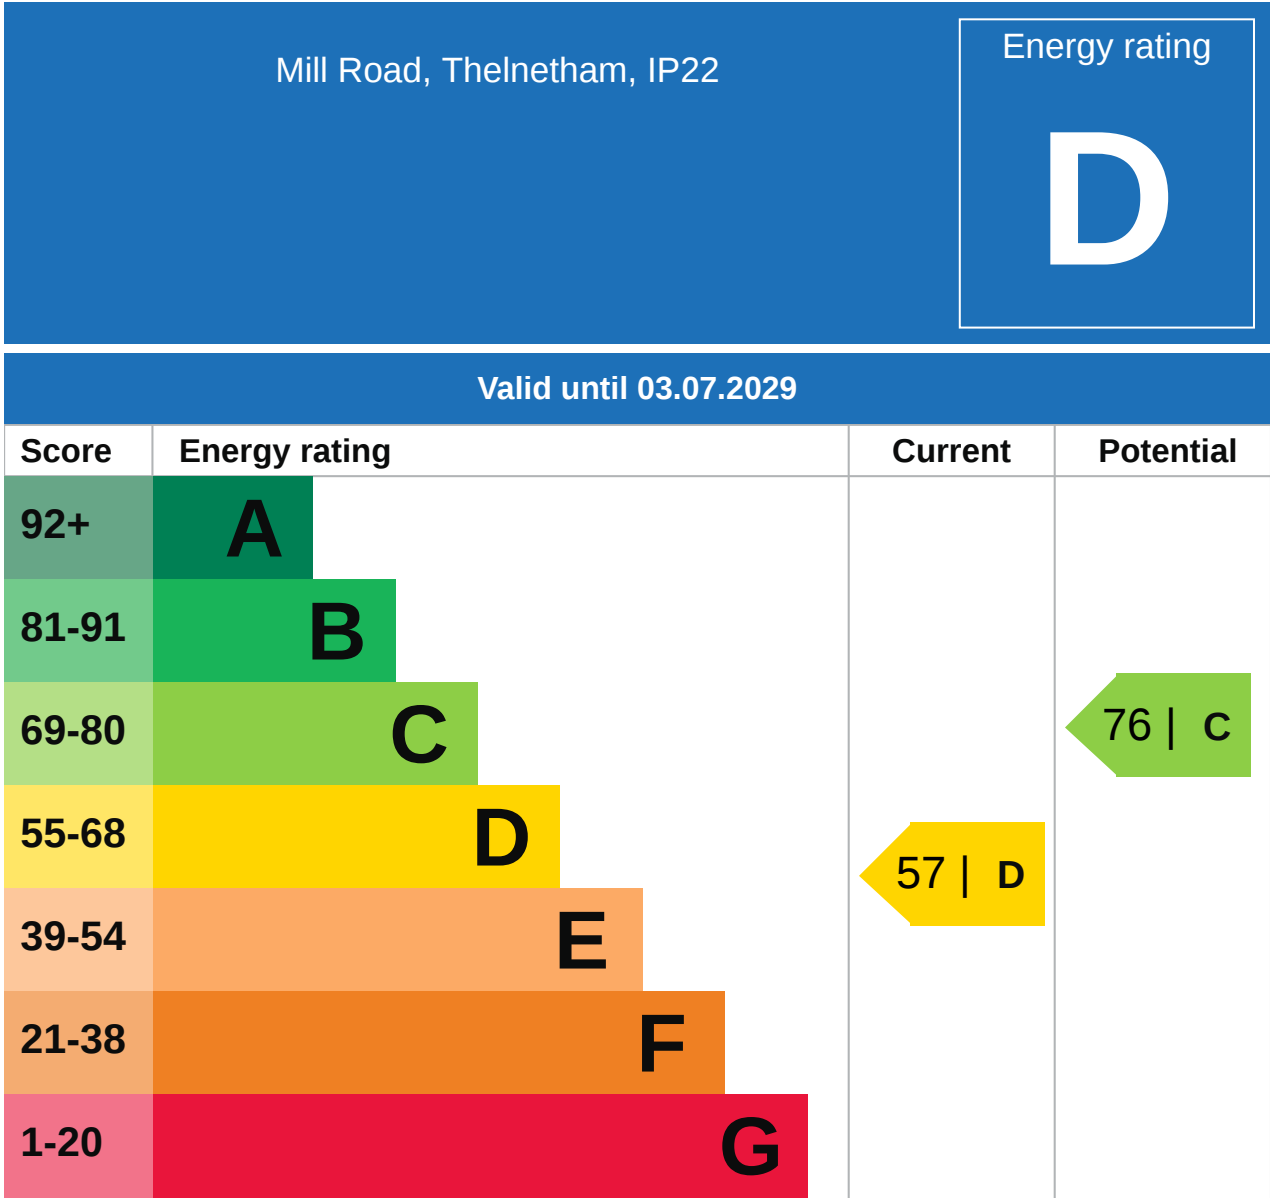 Mill Road, Thelnetham, IP22
Energy rating
D
Valid until 03.07.2029
Score Energy rating Current Potential
92+ A
81-91 B
69-80 C 76 | C
55-68 D 57 | D
39-54 E
21-38 F
1-20 G